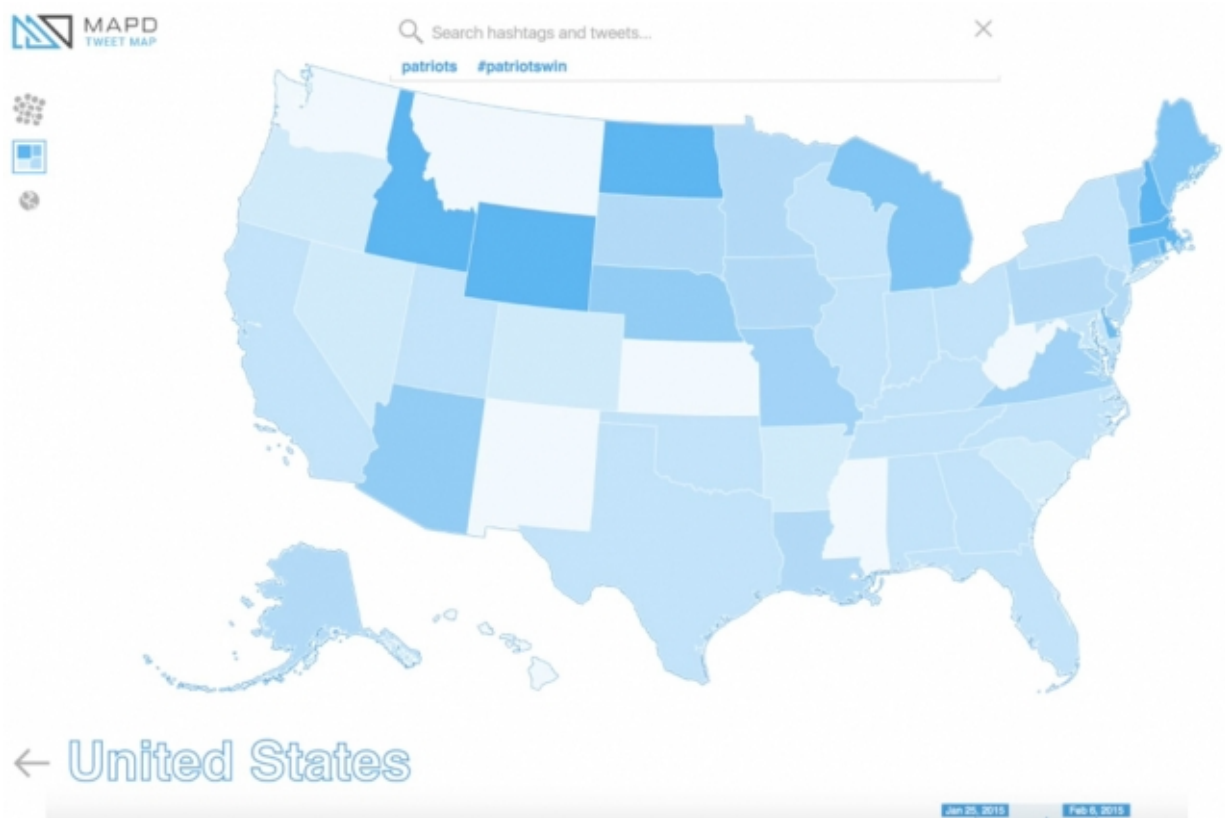 MAPD
TWEET MAP
Search hashtags and tweets...
patriots #patriotswin
United States
Jan 25, 2015 Feb 6, 2015